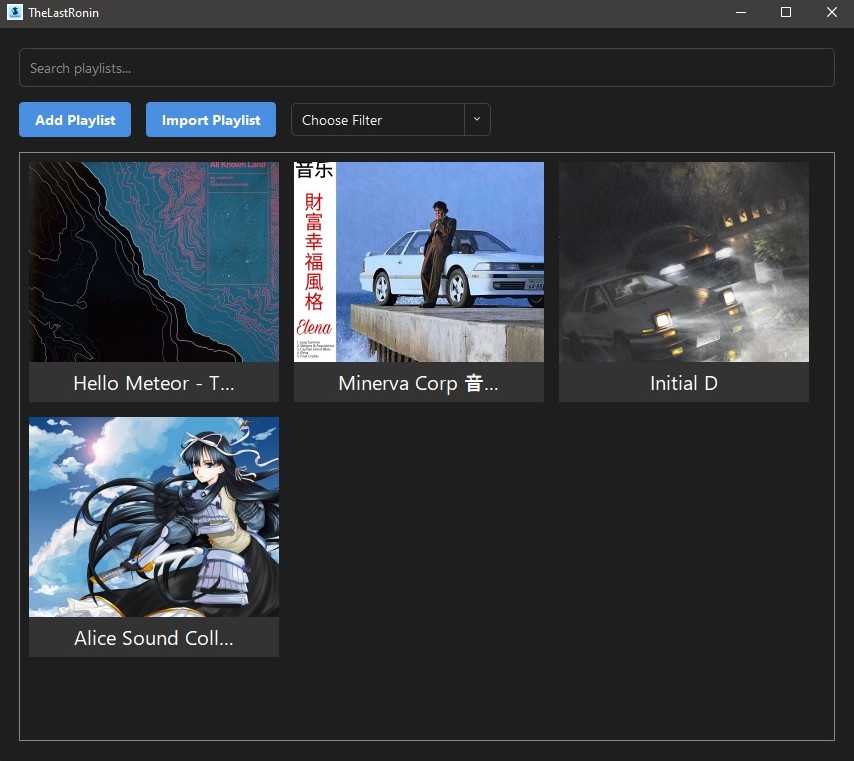 TheLastRonin
Search playlists...
Add Playlist
Import Playlist
Choose Filter
All Known Land
音乐
財富幸福風格
Elena
Hello Meteor - T...
Minerva Corp 音...
Initial D
Alice Sound Coll...